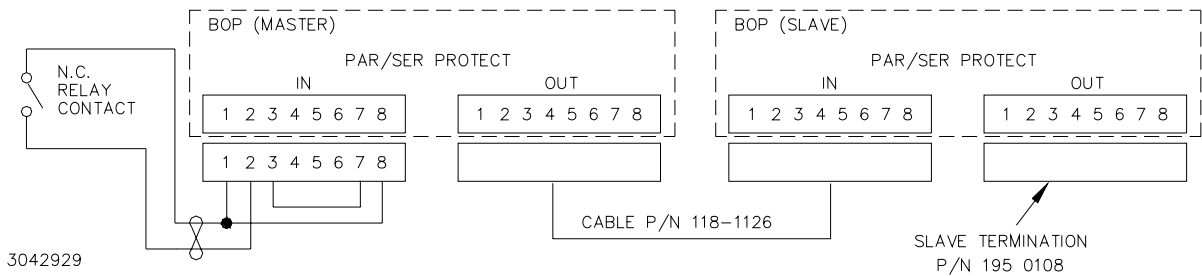 BOP (MASTER)
PAR/SER PROTECT
IN
OUT
1 2 3 4 5 6 7 8
1 2 3 4 5 6 7 8
1 2 3 4 5 6 7 8
N.C.
RELAY
CONTACT
BOP (SLAVE)
PAR/SER PROTECT
IN
OUT
1 2 3 4 5 6 7 8
1 2 3 4 5 6 7 8
CABLE P/N 118-1126
SLAVE TERMINATION
P/N 195 0108
3042929